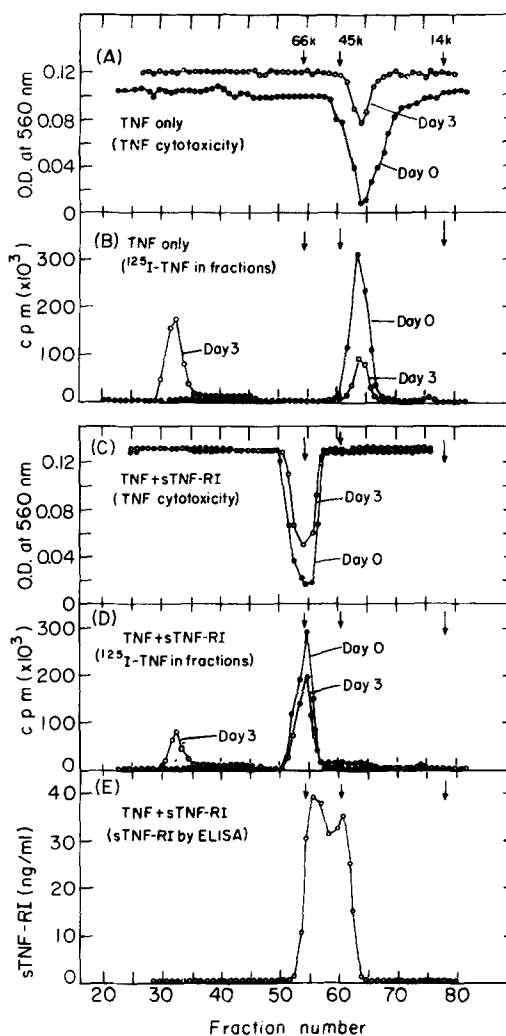 66k 45k 14k
(A)
0.12
0.08
0.04
0
O.D. at 560 nm
TNF only
(TNF cytotoxicity)
Day 3
Day 0
(B)
300
200
100
0
cpm (x10³)
TNF only
(¹²⁵I-TNF in fractions)
Day 0
Day 3
Day 3
(C)
0.12
0.08
0.04
0
O.D. at 560 nm
TNF+sTNF-RI
(TNF cytotoxicity)
Day 3
Day 0
(D)
300
200
100
0
cpm (x10³)
TNF+sTNF-RI
(¹²⁵I-TNF in fractions)
Day 0
Day 3
Day 3
(E)
40
30
20
10
0
sTNF-RI (ng/ml)
TNF+sTNF-RI
(sTNF-RI by ELISA)
20 30 40 50 60 70 80
Fraction number